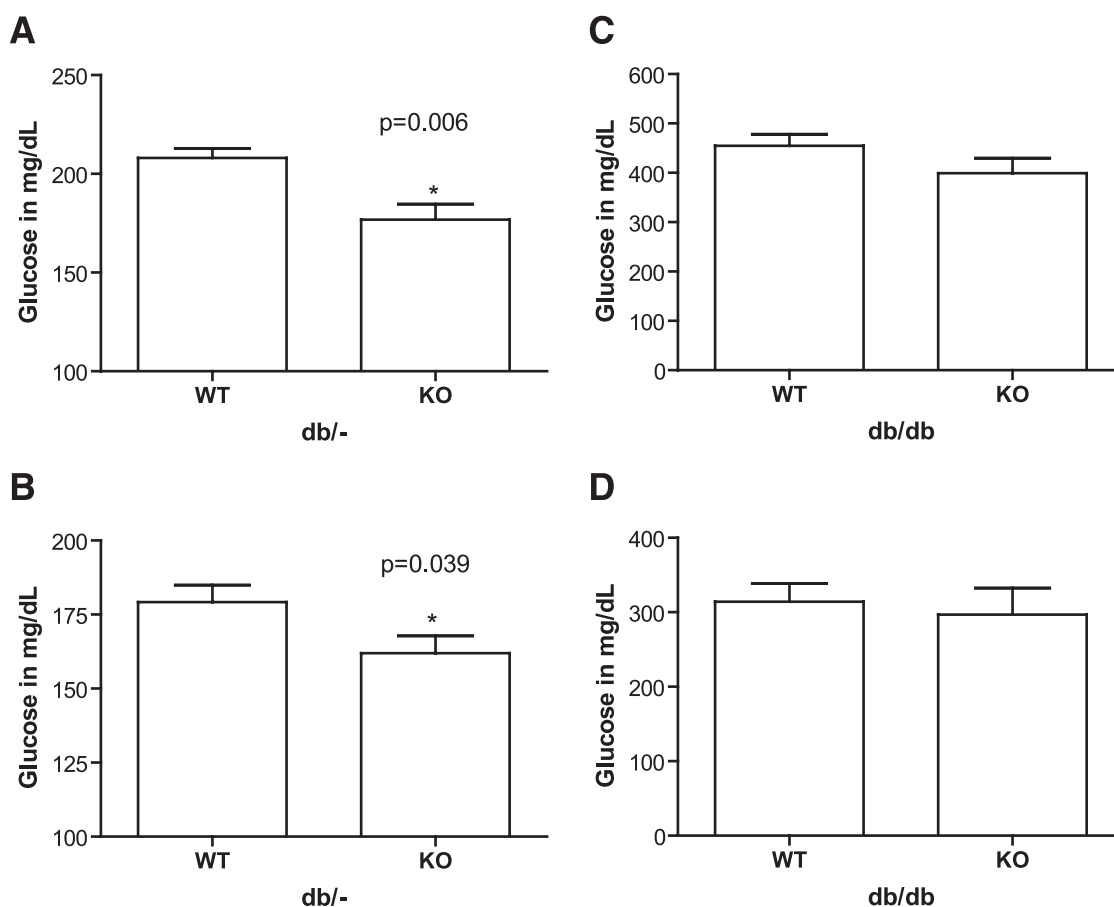 A
Glucose in mg/dL
250
200
150
100
p=0.006
*
WT
KO
db/-
C
Glucose in mg/dL
600
500
400
300
200
100
0
WT
KO
db/db
B
Glucose in mg/dL
200
175
150
125
100
p=0.039
*
WT
KO
db/-
D
Glucose in mg/dL
400
300
200
100
0
WT
KO
db/db